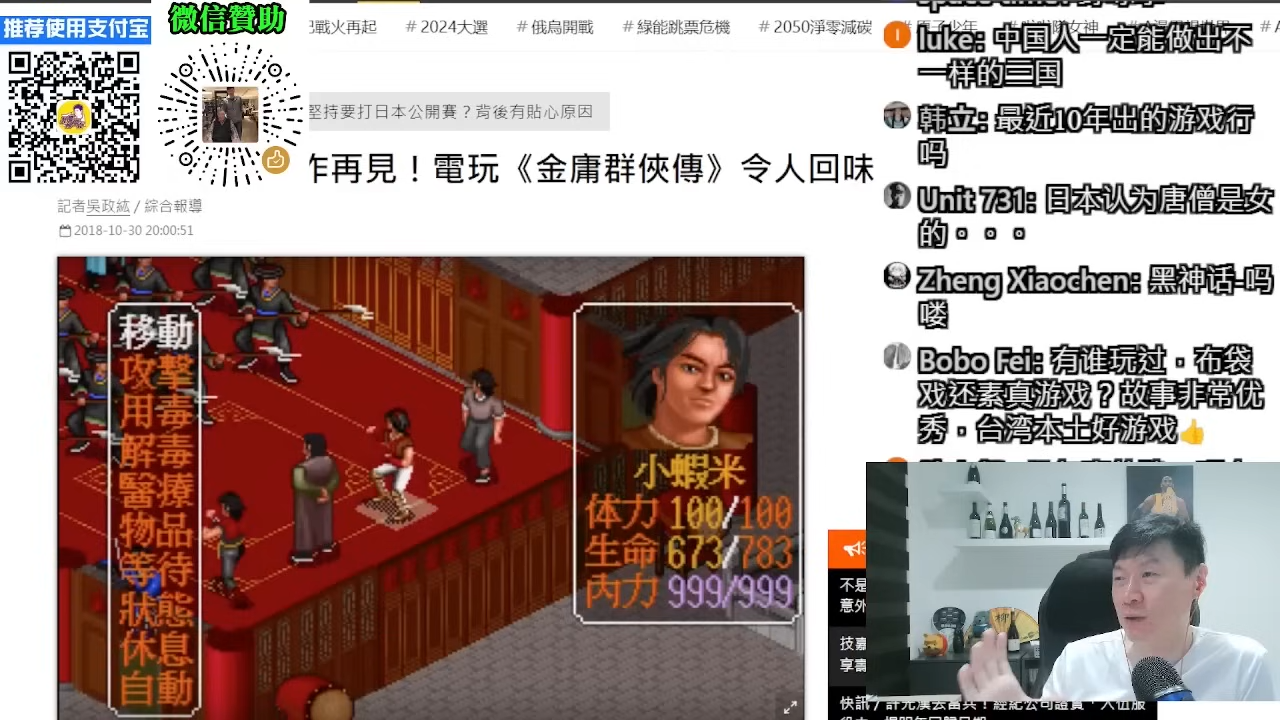 推荐使用支付宝
微信贊助
戰火再起 #2024大選 #俄烏開戰 #綠能跳票危機 #2050淨零減碳
堅持要打日本公開賽？背後有貼心原因
作再見！電玩《金庸群俠傳》令人回味
記者吳政紘 / 綜合報導
2018-10-30 20:00:51
移動
攻擊
用毒
解毒
醫療
物品
等待
狀態
休息
自動
小蝦米
体力 100/100
生命 673/783
內力 999/999
luke: 中国人一定能做出不
一样的三国
韩立: 最近10年出的游戏行
吗
Unit 731: 日本认为唐僧是女
的。。。
Zheng Xiaochen: 黑神话-吗
喽
Bobo Fei: 有谁玩过，布袋
戏还素真游戏？故事非常优
秀，台湾本土好游戏👍
不是
意外
技嘉
享壽